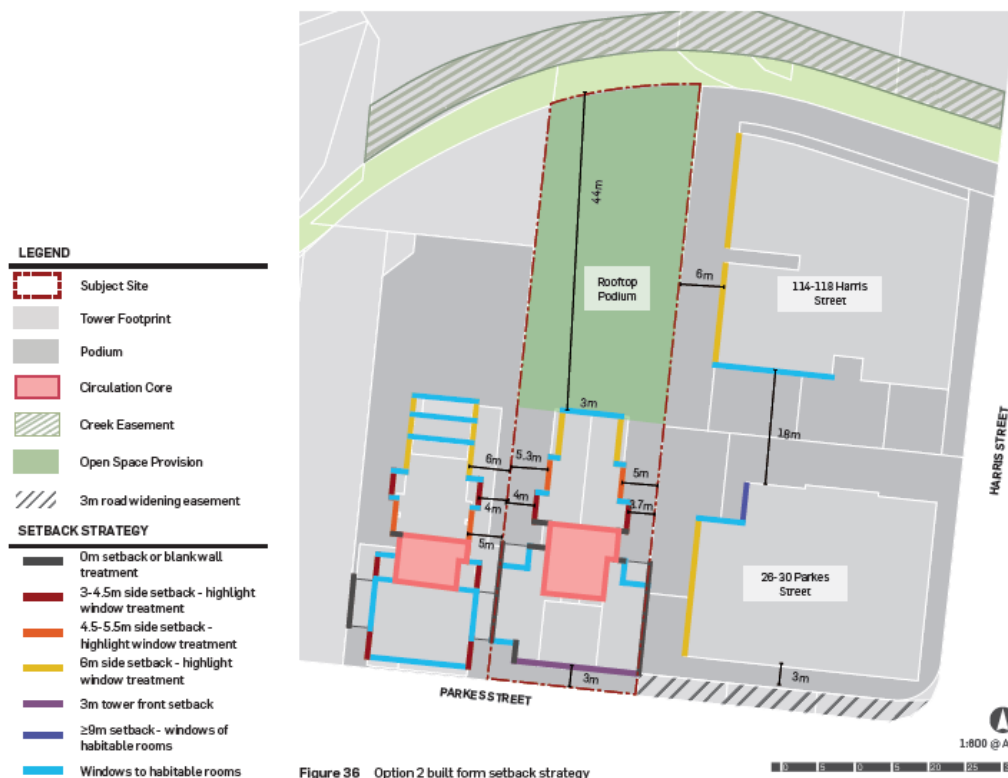 44m
LEGEND
Subject Site
Tower Footprint
Podium
Circulation Core
Creek Easement
Open Space Provision
3m road widening easement
SETBACK STRATEGY
0m setback or blank wall
treatment
3-4.5m side setback - highlight
window treatment
4.5-5.5m side setback -
highlight window treatment
6m side setback - highlight
window treatment
3m tower front setback
≥9m setback - windows of
habitable rooms
Windows to habitable rooms
Rooftop
Podium
6m
114-118 Harris
Street
3m
18m
HARRIS STREET
6m
5.3m
5m
4m
4m
3.7m
5m
26-30 Parkes
Street
3m
3m
PARKES STREET
1:800 @ A
Figure 36 Option 2 built form setback strategy
0
5